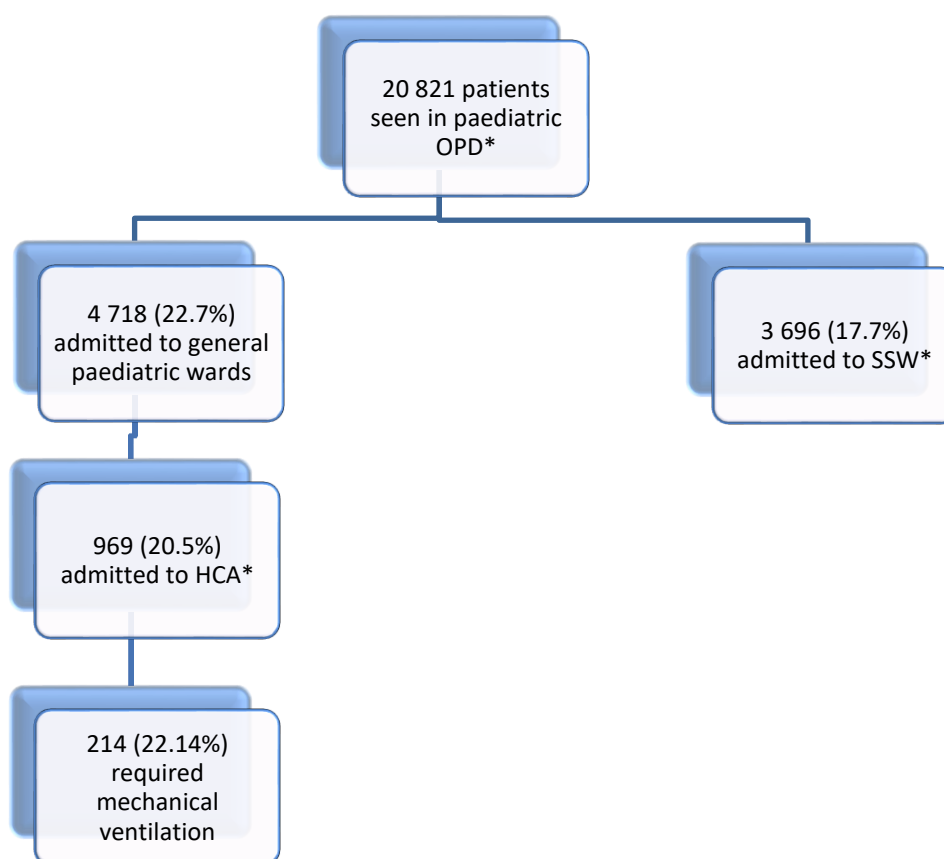 20 821 patients
seen in paediatric
OPD*
4 718 (22.7%)
admitted to general
paediatric wards
3 696 (17.7%)
admitted to SSW*
969 (20.5%)
admitted to HCA*
214 (22.14%)
required
mechanical
ventilation